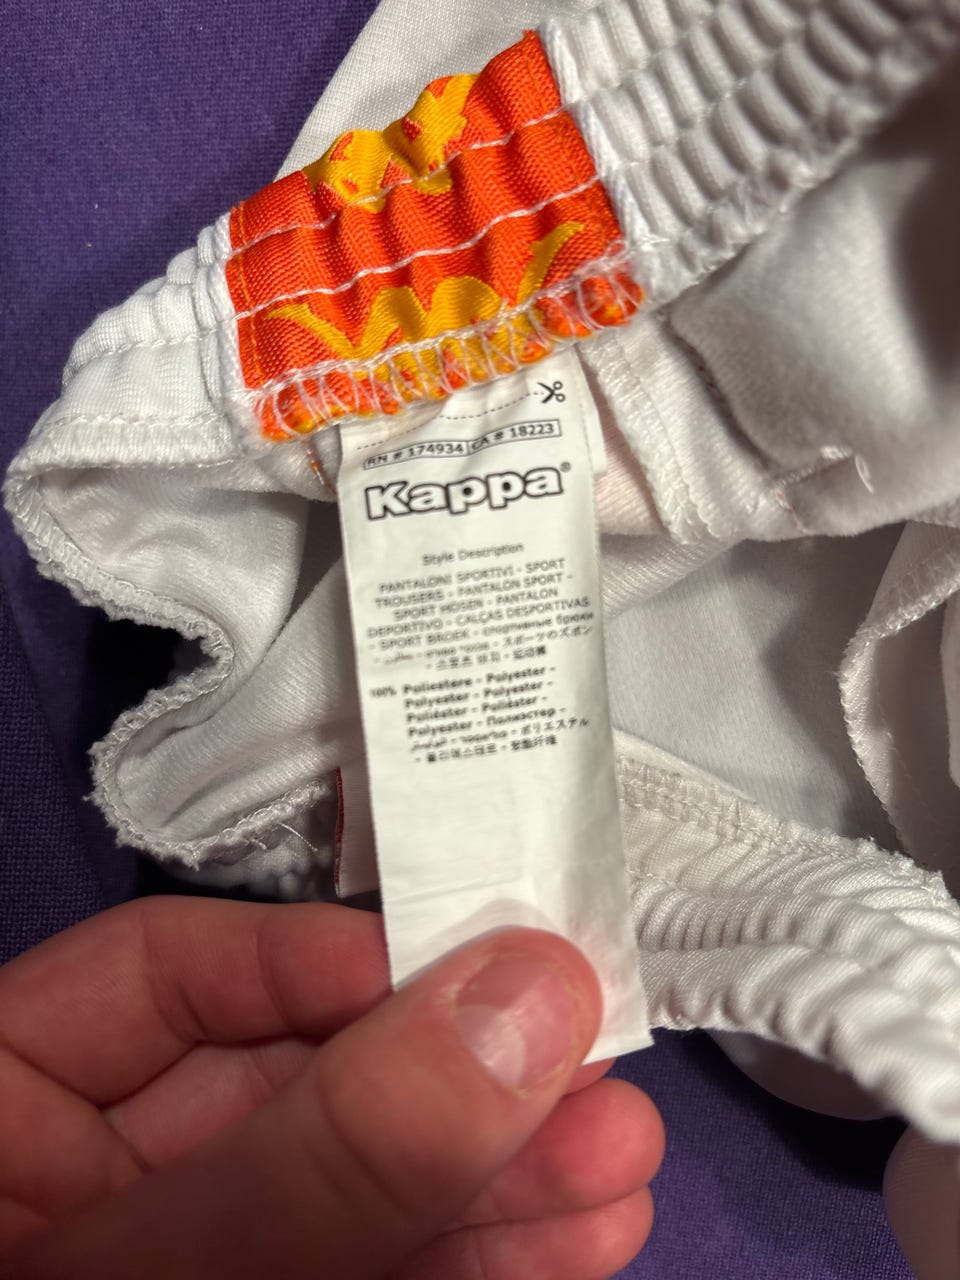 RN # 174934 CA # 18223
Kappa®
Style Description
PANTALONI SPORTIVI - SPORT
TROUSERS - PANTALON SPORT -
SPORT HOSEN - PANTALON
DEPORTIVO - CALÇAS DESPORTIVAS
- SPORT BROEK - спортивные брюки
- スポーツのズボン
- 스포츠 바지 - 运动裤
100% Poliestere - Polyester -
Polyester - Polyester -
Poliéster - Poliéster -
Polyester - Полиэстер -
- ポリエステル
- 폴리에스테르 - 聚酯纤维